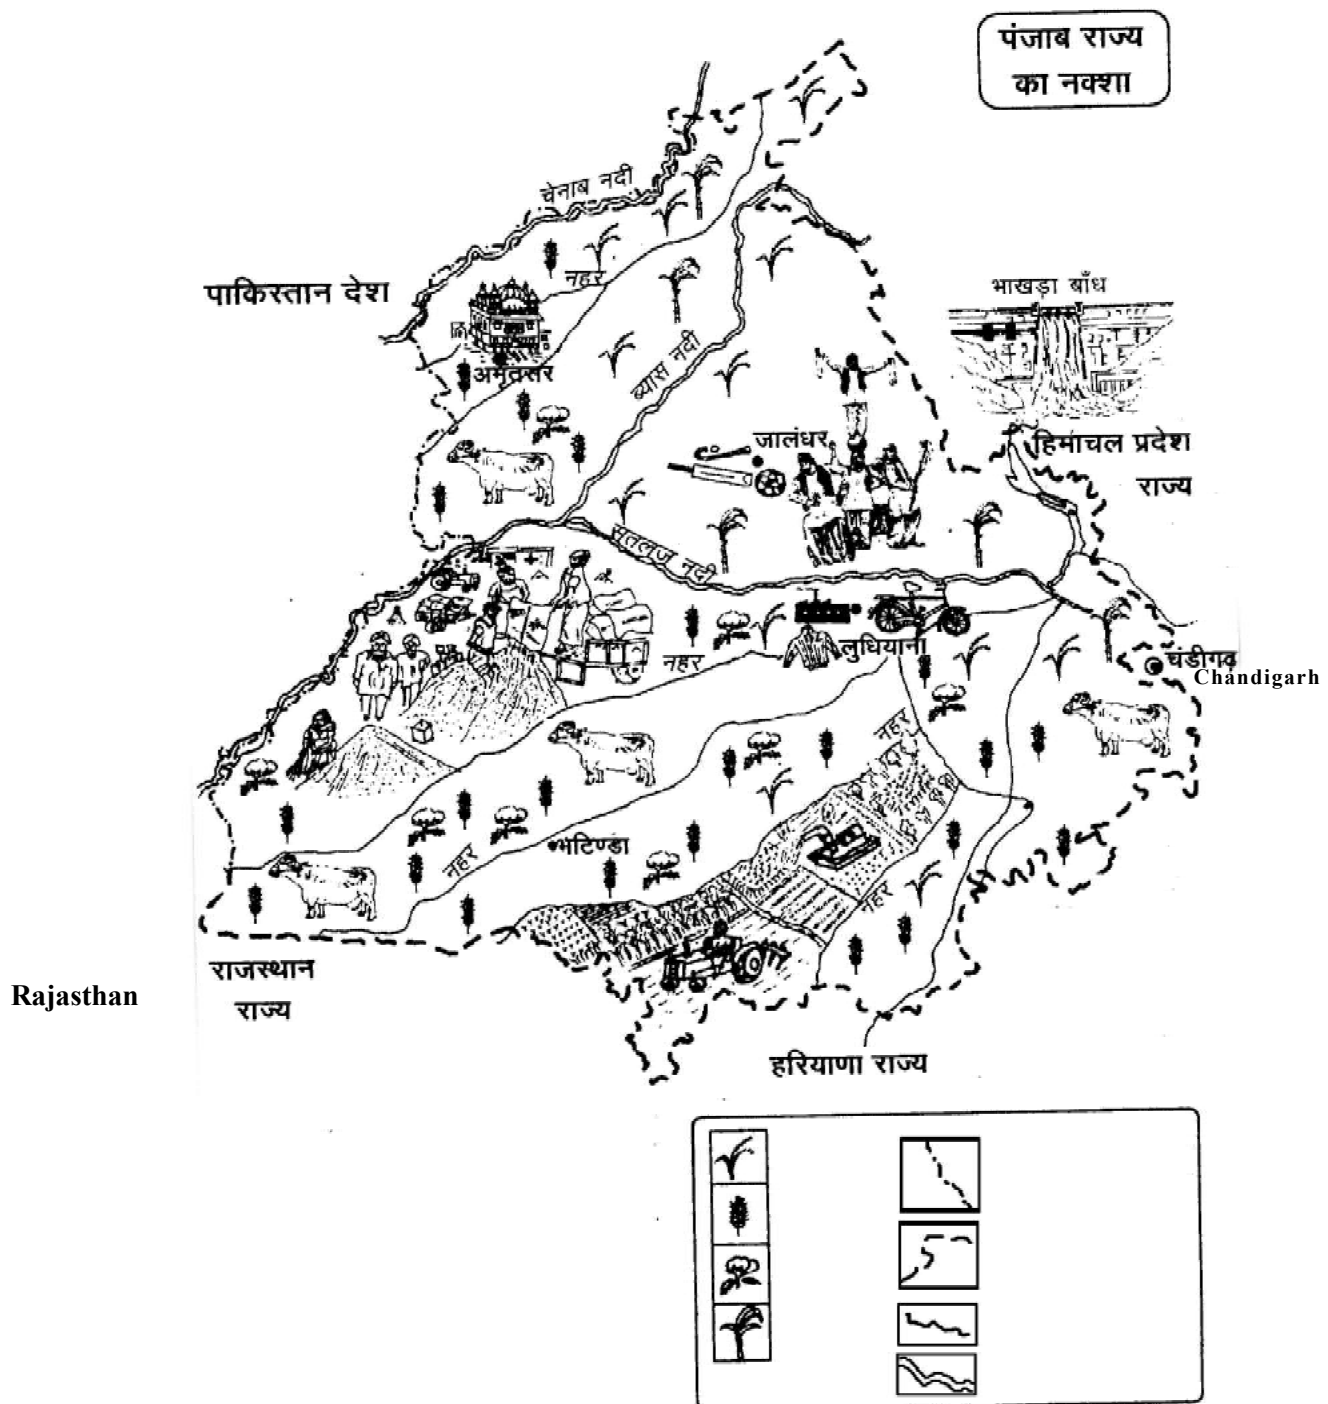 पंजाब राज्य
का नक्शा
चेनाब नदी
नहर
पाकिस्तान देश
भाखड़ा बाँध
अमृतसर
ब्यास नदी
जालंधर
हिमाचल प्रदेश
राज्य
सतलज नदी
लुधियाना
नहर
चंडीगढ़
Chandigarh
नहर
भटिण्डा
नहर
नहर
राजस्थान
राज्य
Rajasthan
हरियाणा राज्य